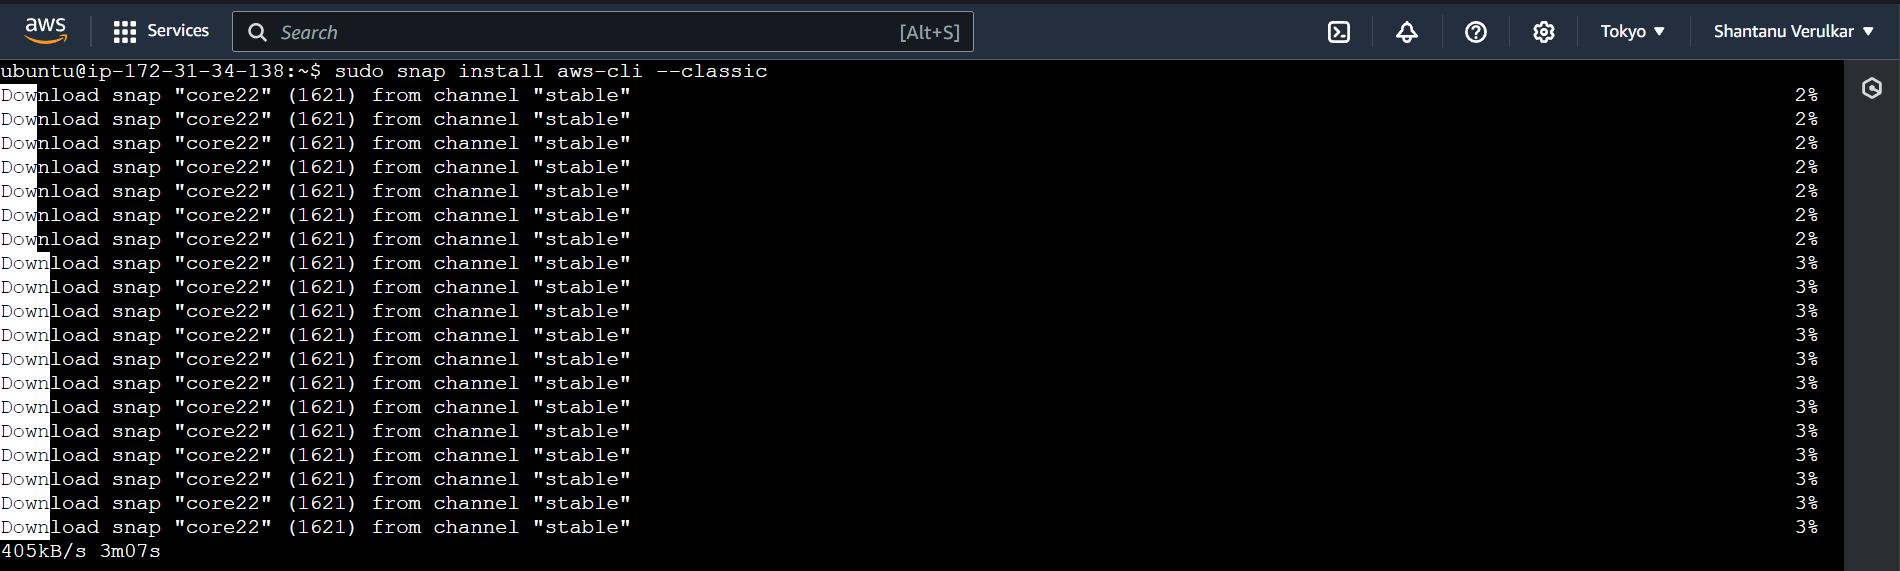 aws Services Search [Alt+S] Tokyo Shantanu Verulkar
ubuntu@ip-172-31-34-138:~$ sudo snap install aws-cli --classic
Download snap "core22" (1621) from channel "stable" 2%
Download snap "core22" (1621) from channel "stable" 2%
Download snap "core22" (1621) from channel "stable" 2%
Download snap "core22" (1621) from channel "stable" 2%
Download snap "core22" (1621) from channel "stable" 2%
Download snap "core22" (1621) from channel "stable" 2%
Download snap "core22" (1621) from channel "stable" 2%
Download snap "core22" (1621) from channel "stable" 3%
Download snap "core22" (1621) from channel "stable" 3%
Download snap "core22" (1621) from channel "stable" 3%
Download snap "core22" (1621) from channel "stable" 3%
Download snap "core22" (1621) from channel "stable" 3%
Download snap "core22" (1621) from channel "stable" 3%
Download snap "core22" (1621) from channel "stable" 3%
Download snap "core22" (1621) from channel "stable" 3%
Download snap "core22" (1621) from channel "stable" 3%
Download snap "core22" (1621) from channel "stable" 3%
Download snap "core22" (1621) from channel "stable" 3%
Download snap "core22" (1621) from channel "stable" 3%
405kB/s 3m07s